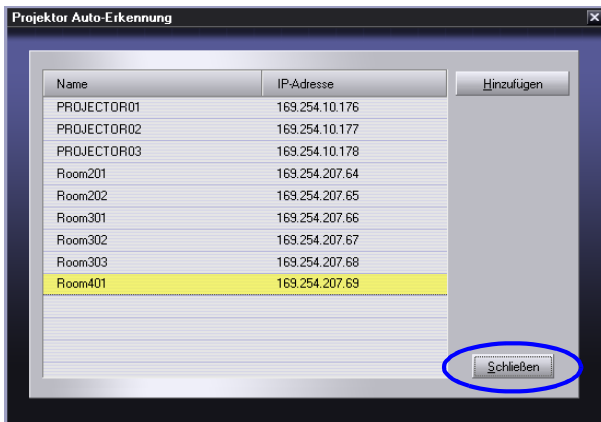 Projektor Auto-Erkennung
Name IP-Adresse Hinzufügen
PROJECTOR01 169.254.10.176
PROJECTOR02 169.254.10.177
PROJECTOR03 169.254.10.178
Room201 169.254.207.64
Room202 169.254.207.65
Room301 169.254.207.66
Room302 169.254.207.67
Room303 169.254.207.68
Room401 169.254.207.69
Schließen